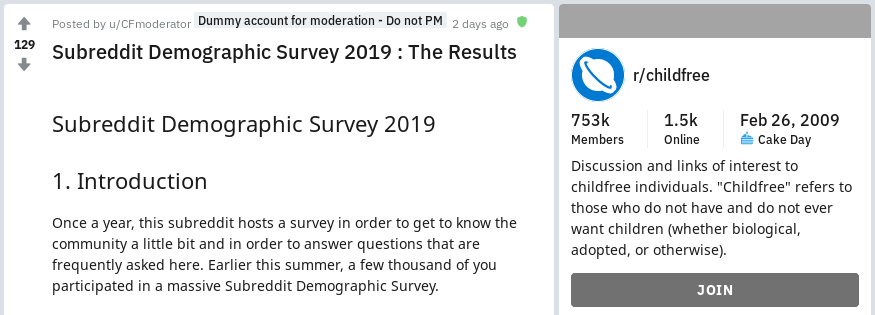 Posted by u/CFmoderator Dummy account for moderation - Do not PM 2 days ago
129
Subreddit Demographic Survey 2019 : The Results
Subreddit Demographic Survey 2019
1. Introduction
Once a year, this subreddit hosts a survey in order to get to know the
community a little bit and in order to answer questions that are
frequently asked here. Earlier this summer, a few thousand of you
participated in a massive Subreddit Demographic Survey.
r/childfree
753k 1.5k Feb 26, 2009
Members Online Cake Day
Discussion and links of interest to
childfree individuals. "Childfree" refers to
those who do not have and do not ever
want children (whether biological,
adopted, or otherwise).
JOIN